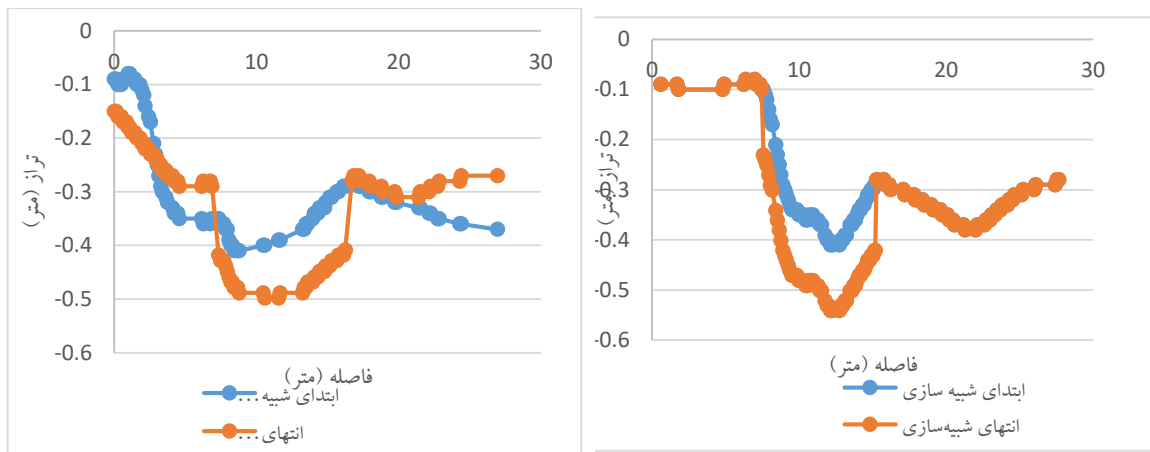 0
0 10 20 30
-0.1
-0.2
-0.3
-0.4
-0.5
-0.6
تراز (متر)
فاصله (متر)
ابتدای شبیه...
انتهای...
0
0 10 20 30
-0.1
-0.2
-0.3
-0.4
-0.5
-0.6
تراز (متر)
فاصله (متر)
ابتدای شبیه سازی
انتهای شبیه‌سازی